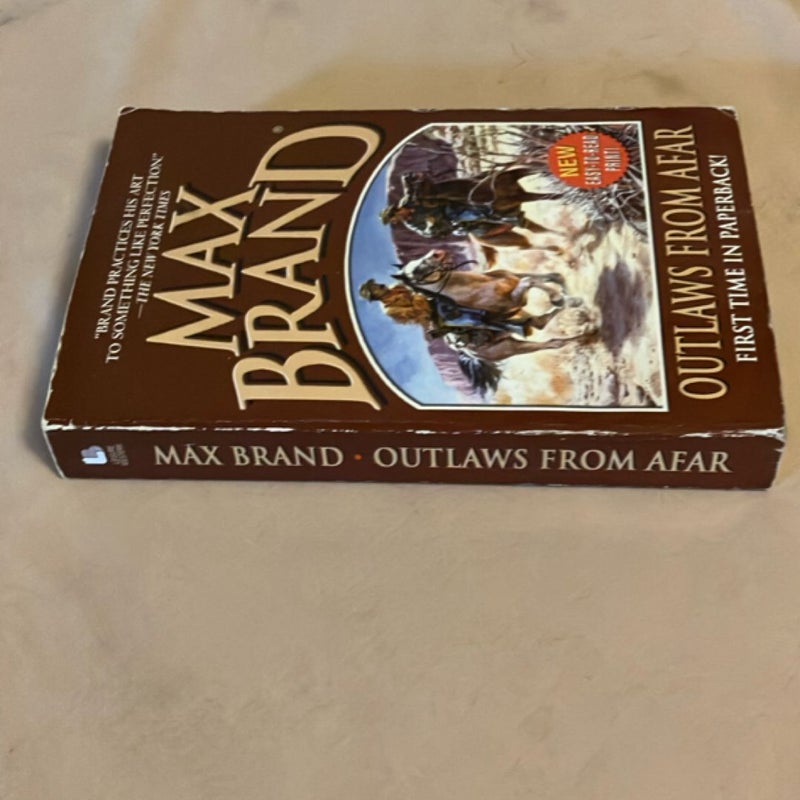 "BRAND PRACTICES HIS ART
TO SOMETHING LIKE PERFECTION!"
—THE NEW YORK TIMES
MAX
BRAND®
NEW
EASY-TO-READ
PRINT!
OUTLAWS FROM AFAR
FIRST TIME IN PAPERBACK!
MAX BRAND • OUTLAWS FROM AFAR